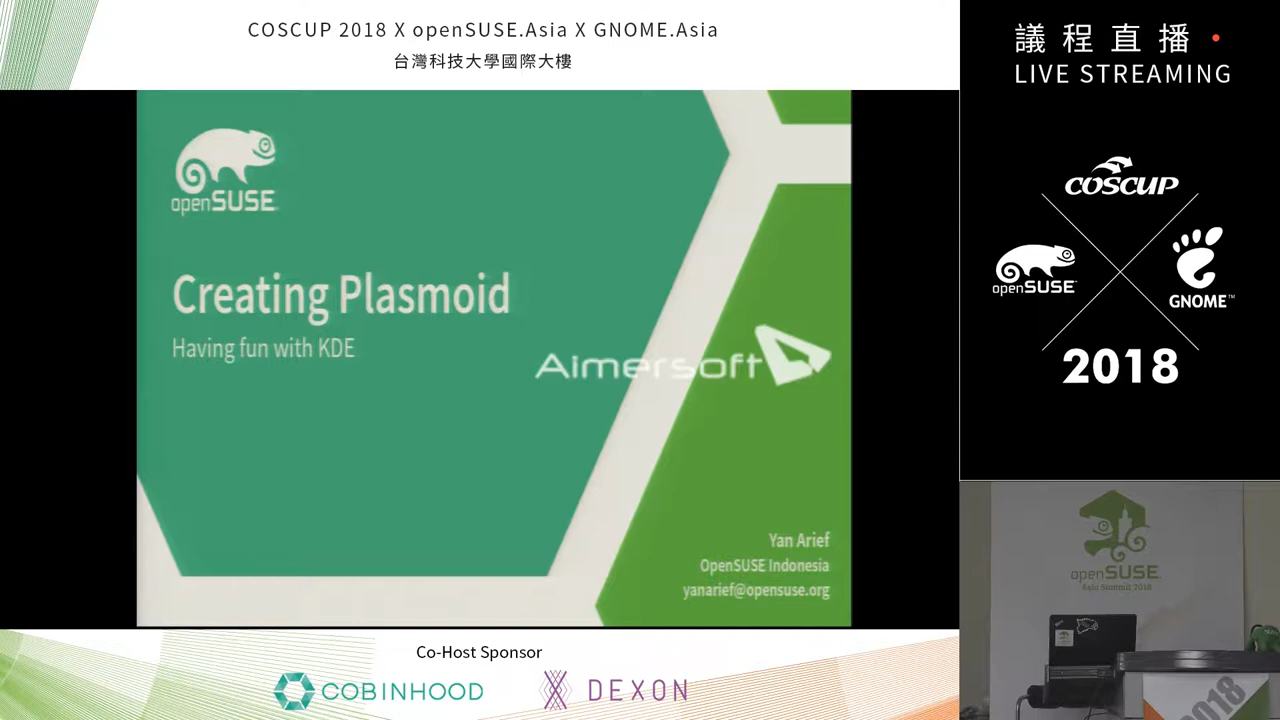 COSCUP 2018 X openSUSE.Asia X GNOME.Asia
台灣科技大學國際大樓
openSUSE
Creating Plasmoid
Having fun with KDE
Aimersoft
Yan Arief
OpenSUSE Indonesia
yanarief@opensuse.org
Co-Host Sponsor
COBINHOOD
DEXON
議程直播
LIVE STREAMING
COSCUP
openSUSE
GNOME™
2018
openSUSE
Asia Summit 2018
2018